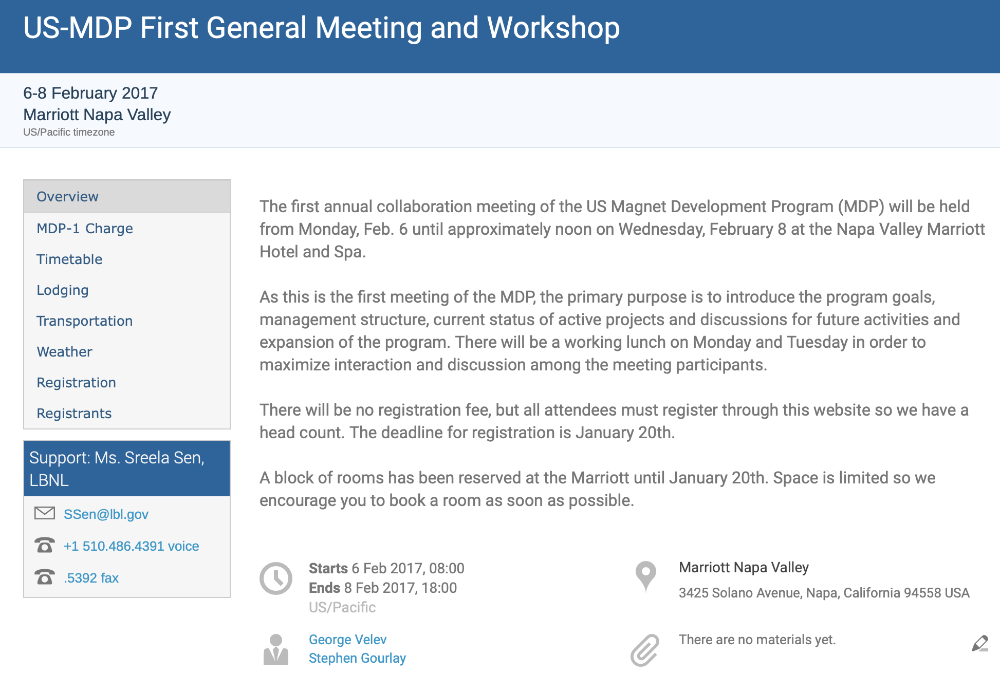 US-MDP First General Meeting and Workshop
6-8 February 2017
Marriott Napa Valley
US/Pacific timezone
Overview
MDP-1 Charge
Timetable
Lodging
Transportation
Weather
Registration
Registrants
Support: Ms. Sreela Sen,
LBNL
SSen@lbl.gov
+1 510.486.4391 voice
.5392 fax
The first annual collaboration meeting of the US Magnet Development Program (MDP) will be held
from Monday, Feb. 6 until approximately noon on Wednesday, February 8 at the Napa Valley Marriott
Hotel and Spa.
As this is the first meeting of the MDP, the primary purpose is to introduce the program goals,
management structure, current status of active projects and discussions for future activities and
expansion of the program. There will be a working lunch on Monday and Tuesday in order to
maximize interaction and discussion among the meeting participants.
There will be no registration fee, but all attendees must register through this website so we have a
head count. The deadline for registration is January 20th.
A block of rooms has been reserved at the Marriott until January 20th. Space is limited so we
encourage you to book a room as soon as possible.
Starts 6 Feb 2017, 08:00
Ends 8 Feb 2017, 18:00
US/Pacific
Marriott Napa Valley
3425 Solano Avenue, Napa, California 94558 USA
George Velev
Stephen Gourlay
There are no materials yet.